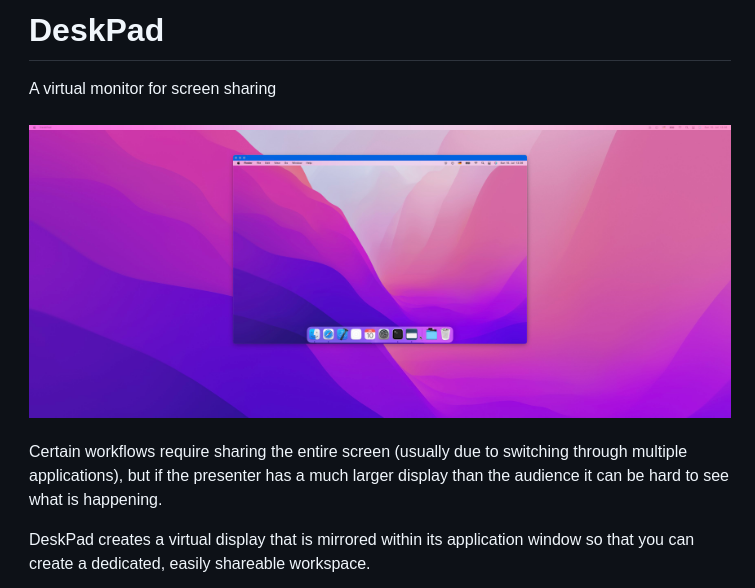 DeskPad
A virtual monitor for screen sharing
Certain workflows require sharing the entire screen (usually due to switching through multiple
applications), but if the presenter has a much larger display than the audience it can be hard to see
what is happening.
DeskPad creates a virtual display that is mirrored within its application window so that you can
create a dedicated, easily shareable workspace.